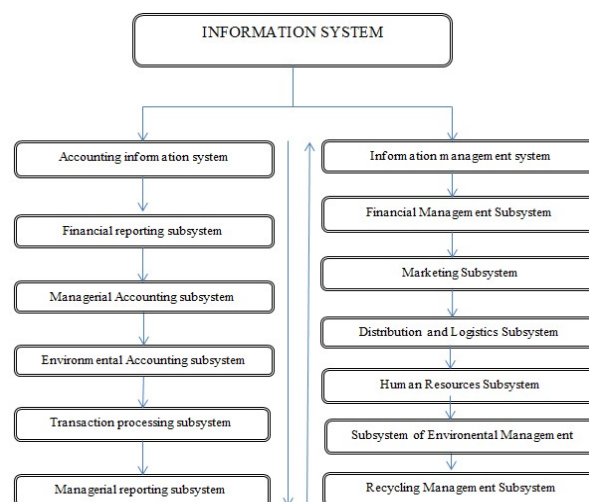 INFORMATION SYSTEM
Accounting information system
Financial reporting subsystem
Managerial Accounting subsystem
Environmental Accounting subsystem
Transaction processing subsystem
Managerial reporting subsystem
Information management system
Financial Management Subsystem
Marketing Subsystem
Distribution and Logistics Subsystem
Human Resources Subsystem
Subsystem of Envirionental Management
Recycling Management Subsystem